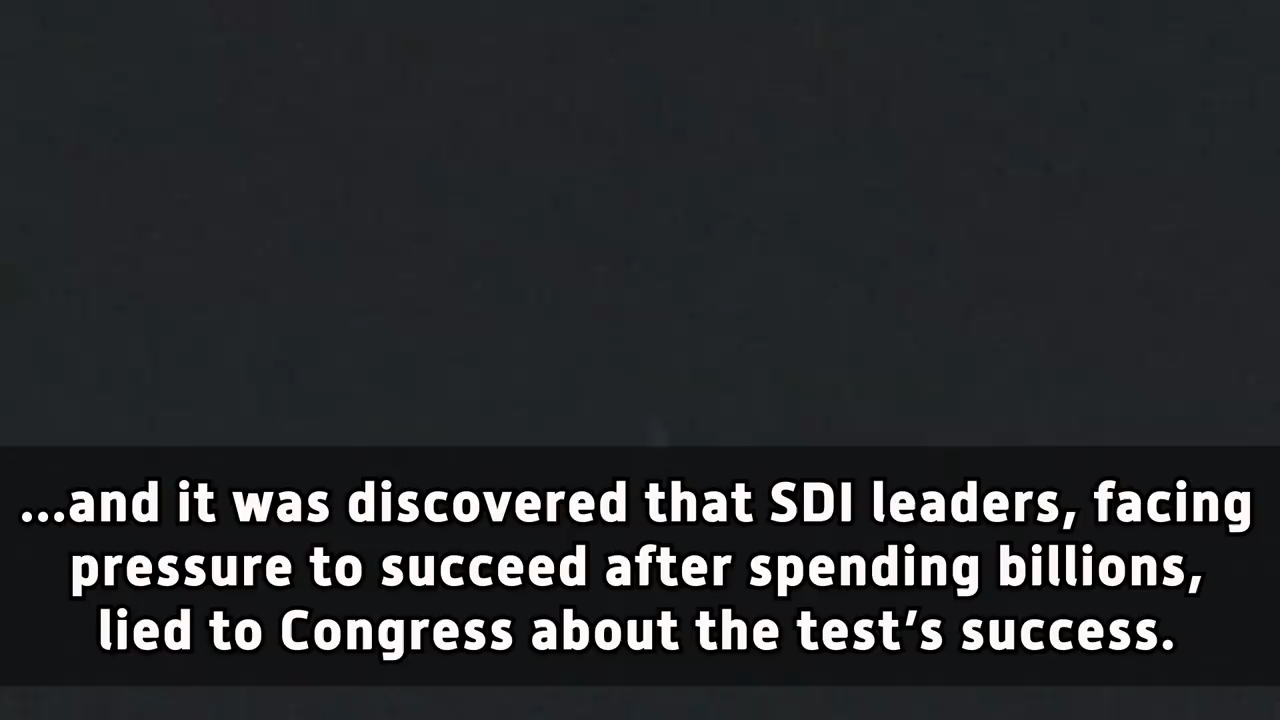 ...and it was discovered that SDI leaders, facing
pressure to succeed after spending billions,
lied to Congress about the test’s success.